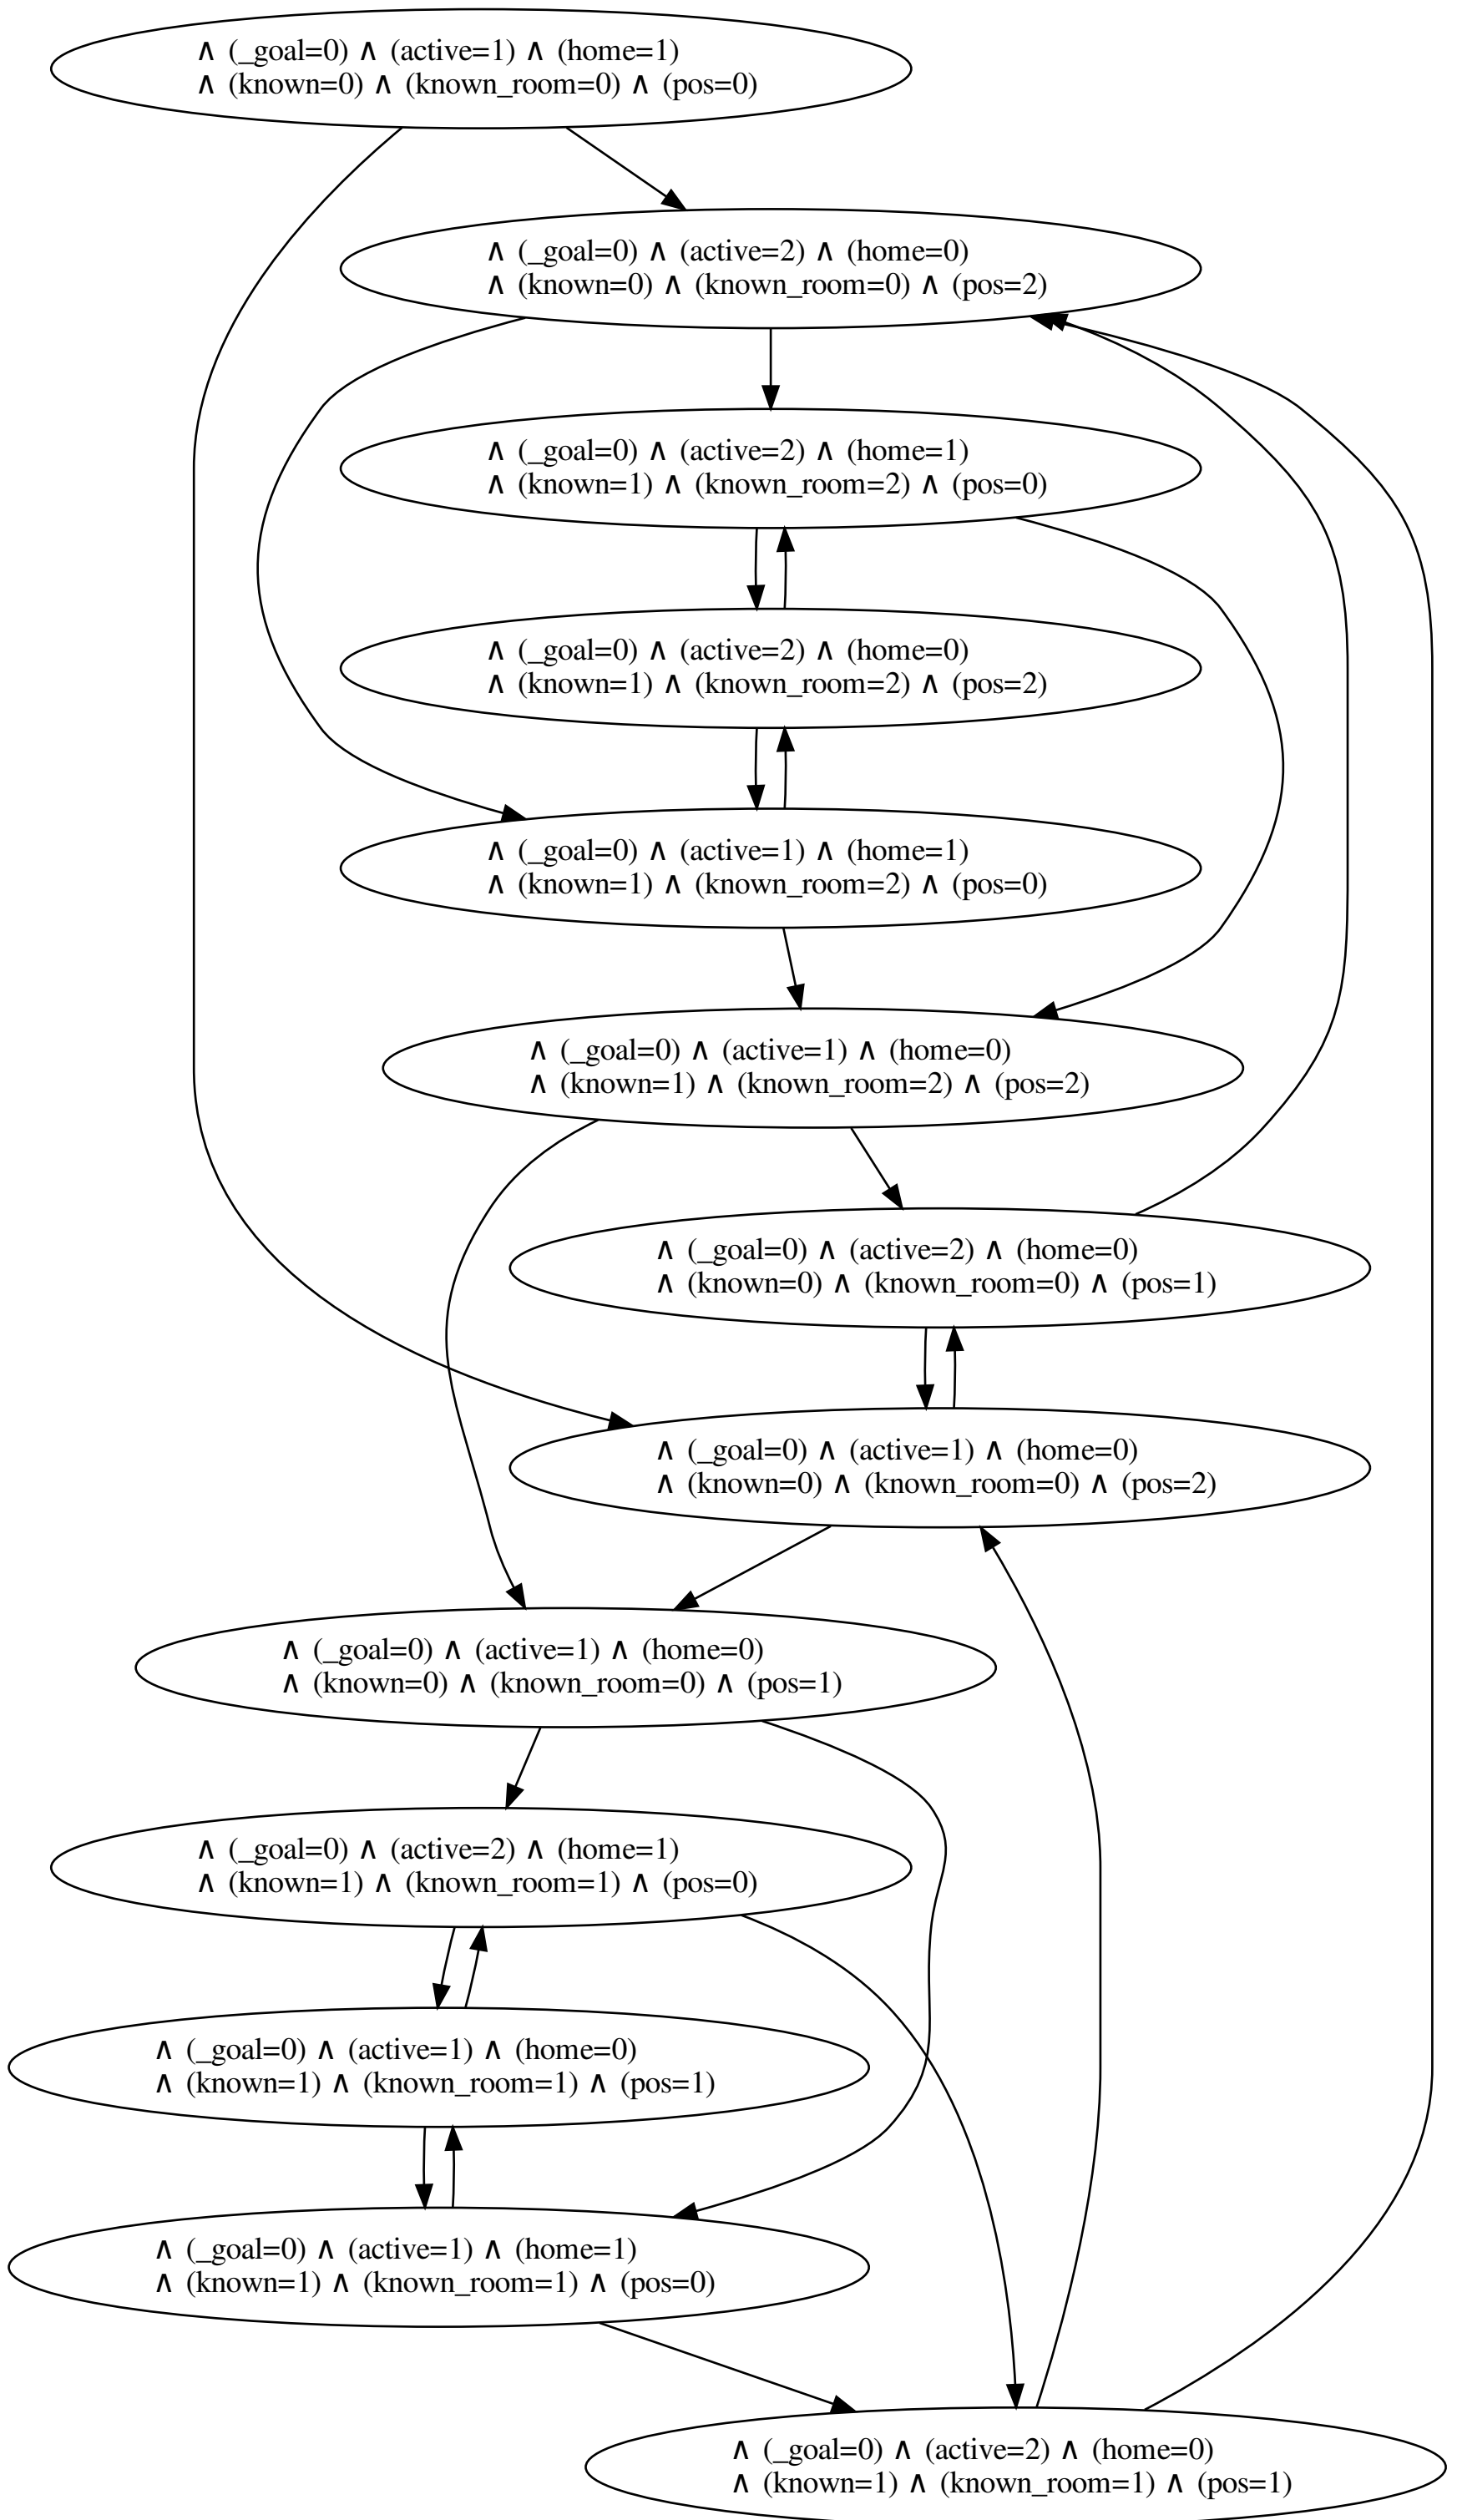 ∧ (_goal=0) ∧ (active=1) ∧ (home=1)
∧ (known=0) ∧ (known_room=0) ∧ (pos=0)
∧ (_goal=0) ∧ (active=2) ∧ (home=0)
∧ (known=0) ∧ (known_room=0) ∧ (pos=2)
∧ (_goal=0) ∧ (active=2) ∧ (home=1)
∧ (known=1) ∧ (known_room=2) ∧ (pos=0)
∧ (_goal=0) ∧ (active=2) ∧ (home=0)
∧ (known=1) ∧ (known_room=2) ∧ (pos=2)
∧ (_goal=0) ∧ (active=1) ∧ (home=1)
∧ (known=1) ∧ (known_room=2) ∧ (pos=0)
∧ (_goal=0) ∧ (active=1) ∧ (home=0)
∧ (known=1) ∧ (known_room=2) ∧ (pos=2)
∧ (_goal=0) ∧ (active=2) ∧ (home=0)
∧ (known=0) ∧ (known_room=0) ∧ (pos=1)
∧ (_goal=0) ∧ (active=1) ∧ (home=0)
∧ (known=0) ∧ (known_room=0) ∧ (pos=2)
∧ (_goal=0) ∧ (active=1) ∧ (home=0)
∧ (known=0) ∧ (known_room=0) ∧ (pos=1)
∧ (_goal=0) ∧ (active=2) ∧ (home=1)
∧ (known=1) ∧ (known_room=1) ∧ (pos=0)
∧ (_goal=0) ∧ (active=1) ∧ (home=0)
∧ (known=1) ∧ (known_room=1) ∧ (pos=1)
∧ (_goal=0) ∧ (active=1) ∧ (home=1)
∧ (known=1) ∧ (known_room=1) ∧ (pos=0)
∧ (_goal=0) ∧ (active=2) ∧ (home=0)
∧ (known=1) ∧ (known_room=1) ∧ (pos=1)